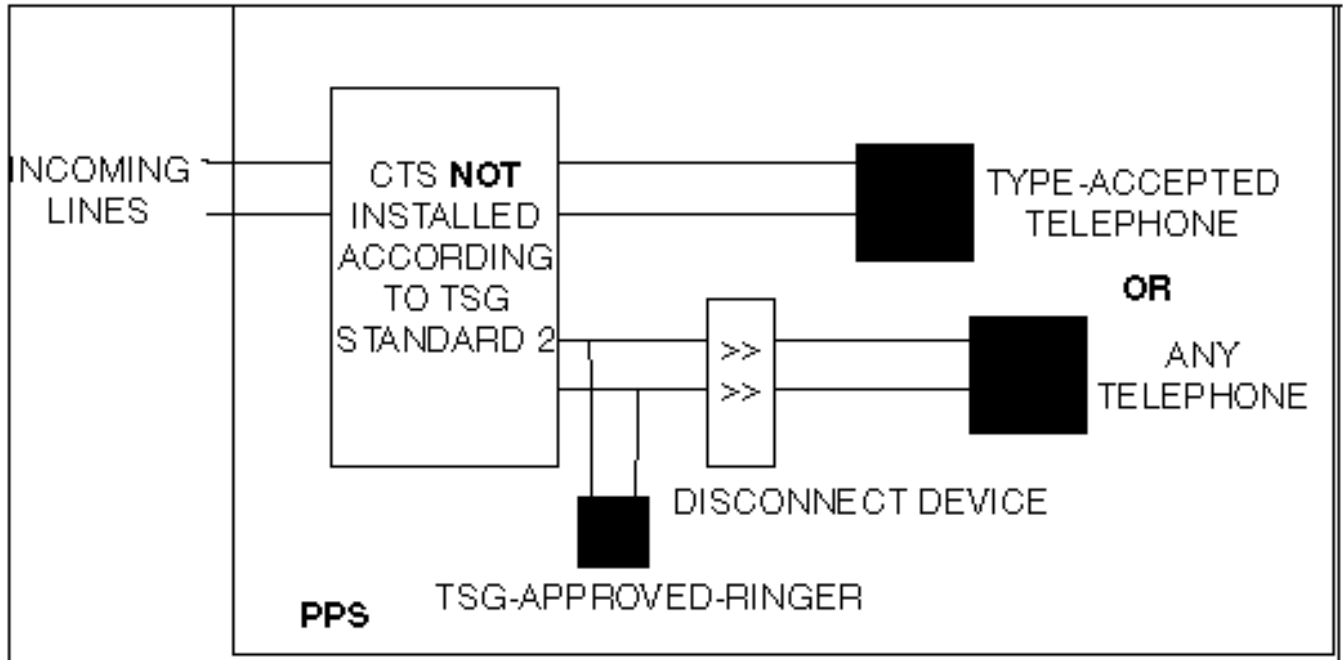 INCOMING
LINES
CTS NOT
INSTALLED
ACCORDING
TO TSG
STANDARD 2
TYPE-ACCEPTED
TELEPHONE
OR
>>
>>
ANY
TELEPHONE
DISCONNECT DEVICE
TSG-APPROVED-RINGER
PPS